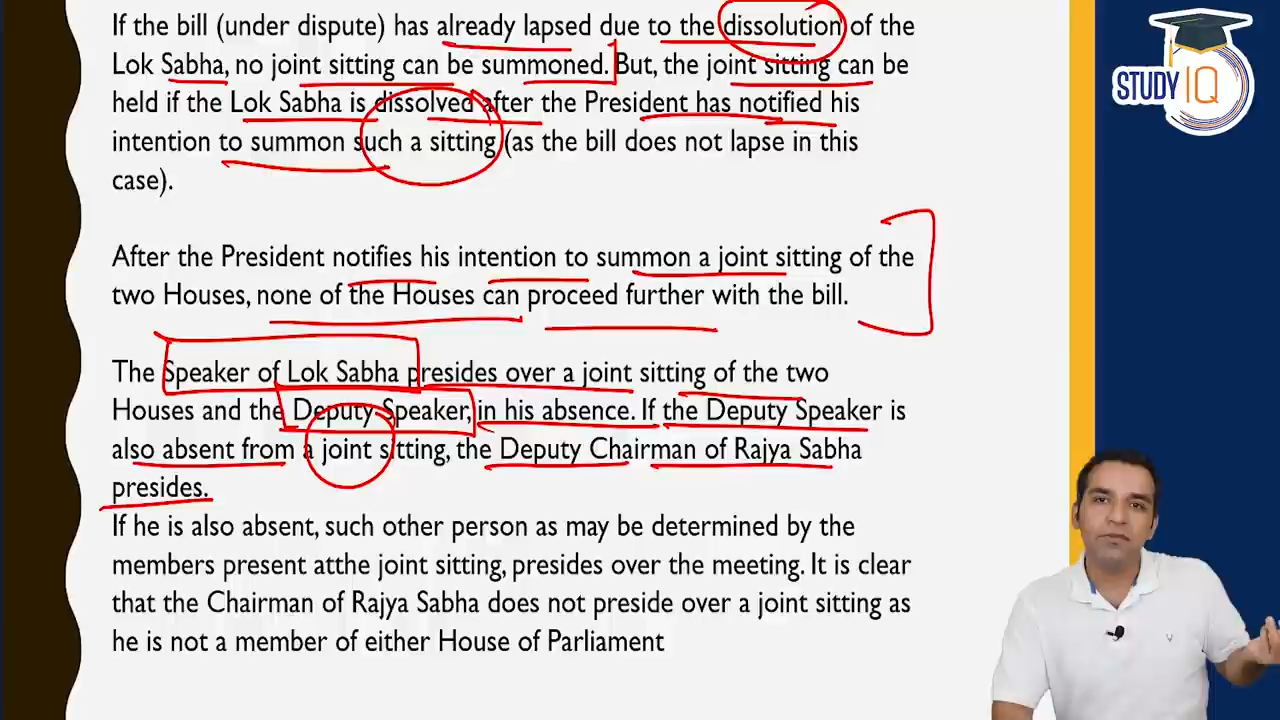 If the bill (under dispute) has already lapsed due to the dissolution of the
Lok Sabha, no joint sitting can be summoned. But, the joint sitting can be
held if the Lok Sabha is dissolved after the President has notified his
intention to summon such a sitting (as the bill does not lapse in this
case).
After the President notifies his intention to summon a joint sitting of the
two Houses, none of the Houses can proceed further with the bill.
The Speaker of Lok Sabha presides over a joint sitting of the two
Houses and the Deputy Speaker, in his absence. If the Deputy Speaker is
also absent from a joint sitting, the Deputy Chairman of Rajya Sabha
presides.
If he is also absent, such other person as may be determined by the
members present atthe joint sitting, presides over the meeting. It is clear
that the Chairman of Rajya Sabha does not preside over a joint sitting as
he is not a member of either House of Parliament
STUDY IQ